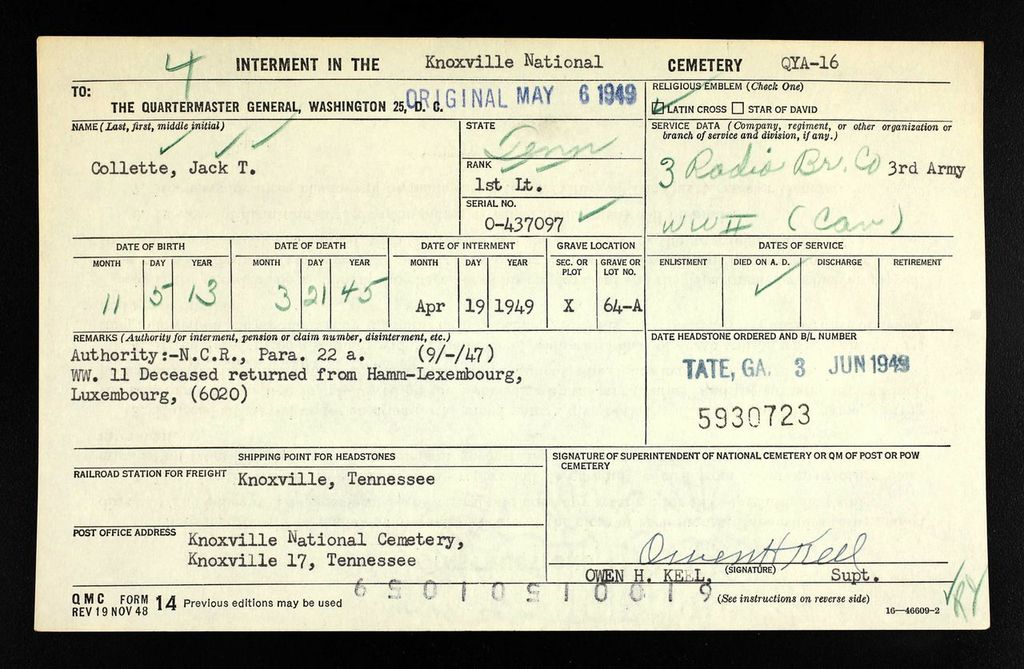 4
INTERMENT IN THE Knoxville National CEMETERY QYA-16
TO:
THE QUARTERMASTER GENERAL, WASHINGTON 25, D. C.
ORIGINAL MAY 6 1949
RELIGIOUS EMBLEM (Check One)
LATIN CROSS STAR OF DAVID
NAME (Last, first, middle initial)
Collette, Jack T.
STATE
Tenn
RANK
1st Lt.
SERIAL NO.
O-437097
SERVICE DATA (Company, regiment, or other organization or
branch of service and division, if any.)
3 Radio Br. Co 3rd Army
WW II (Cav)
DATE OF BIRTH DATE OF DEATH DATE OF INTERMENT GRAVE LOCATION DATES OF SERVICE
MONTH DAY YEAR MONTH DAY YEAR MONTH DAY YEAR SEC. OR PLOT GRAVE OR LOT NO. ENLISTMENT DIED ON A. D. DISCHARGE RETIREMENT
11 5 13 3 21 45 Apr 19 1949 X 64-A
REMARKS (Authority for interment, pension or claim number, disinterment, etc.)
Authority:-N.C.R., Para. 22 a. (9/-/47)
WW. 11 Deceased returned from Hamm-Lexembourg,
Luxembourg, (6020)
DATE HEADSTONE ORDERED AND B/L NUMBER
TATE, GA. 3 JUN 1949
5930723
SHIPPING POINT FOR HEADSTONES
RAILROAD STATION FOR FREIGHT Knoxville, Tennessee
POST OFFICE ADDRESS Knoxville National Cemetery,
Knoxville 17, Tennessee
SIGNATURE OF SUPERINTENDENT OF NATIONAL CEMETERY OR QM OF POST OR POW
CEMETERY
Owen H Keel
OWEN H. KEEL, (SIGNATURE) Supt.
QMC FORM 14 Previous editions may be used
REV 19 NOV 48
(See instructions on reverse side)
16—46609-2